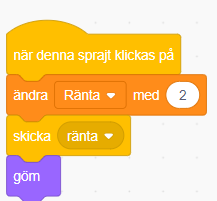 när denna sprajt klickas på
ändra Ränta med 2
skicka ränta
göm